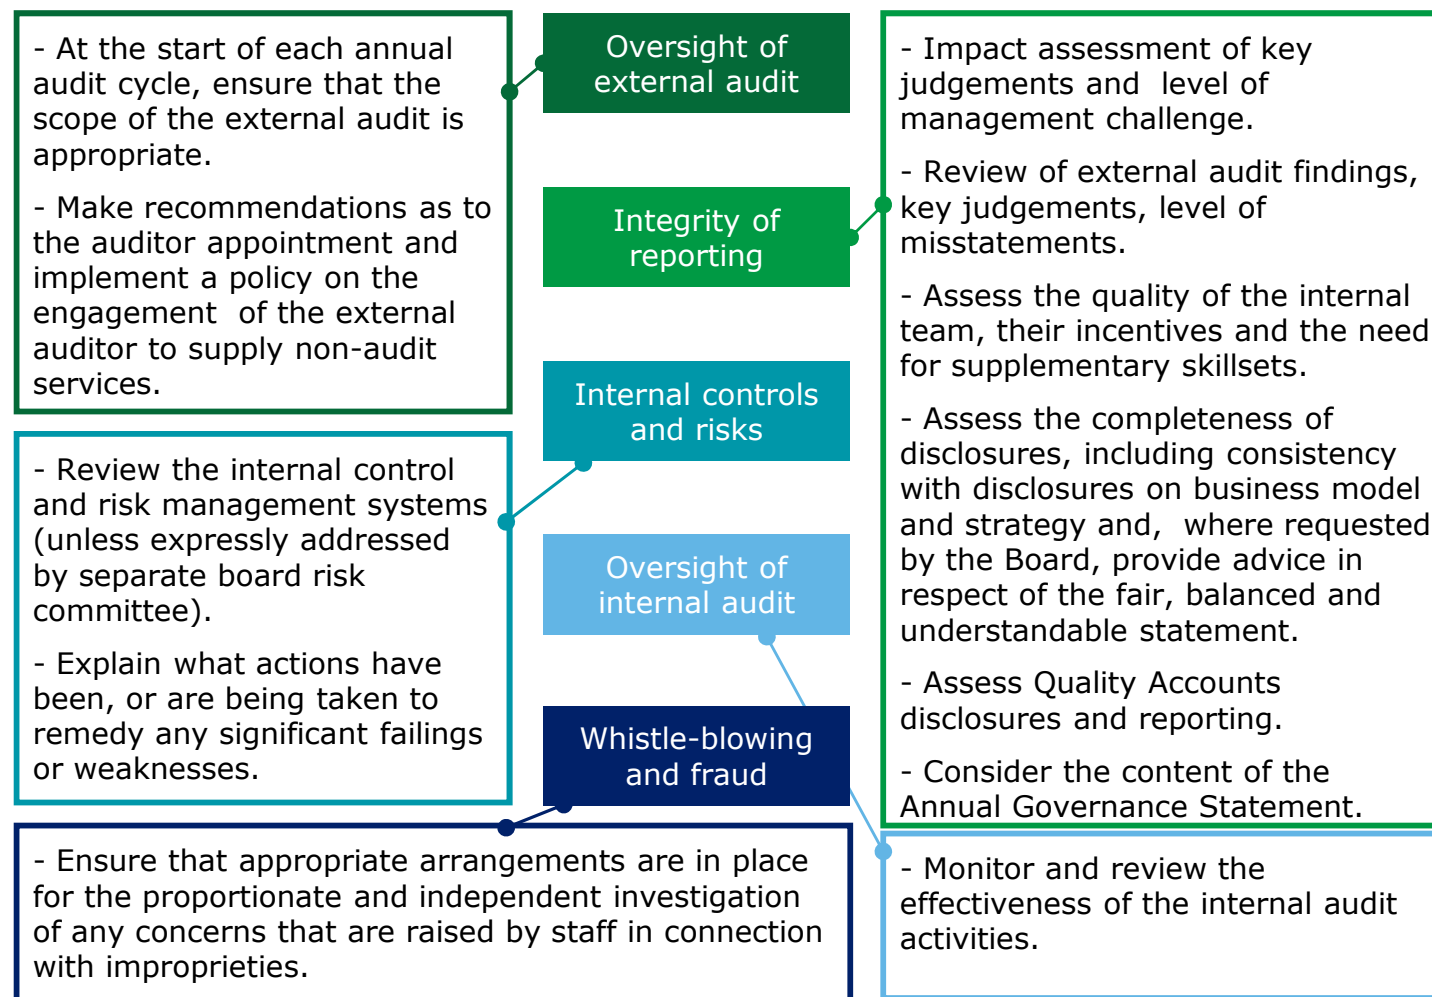 - At the start of each annual
audit cycle, ensure that the
scope of the external audit is
appropriate.
- Make recommendations as to
the auditor appointment and
implement a policy on the
engagement  of the external
auditor to supply non-audit
services.
- Review the internal control
and risk management systems
(unless expressly addressed
by separate board risk
committee).
- Explain what actions have
been, or are being taken to
remedy any significant failings
or weaknesses.
- Ensure that appropriate arrangements are in place
for the proportionate and independent investigation
of any concerns that are raised by staff in connection
with improprieties.
Oversight of
external audit
Integrity of
reporting
Internal controls
and risks
Oversight of
internal audit
Whistle-blowing
and fraud
- Impact assessment of key
judgements and  level of
management challenge.
- Review of external audit findings,
key judgements, level of
misstatements.
- Assess the quality of the internal
team, their incentives and the need
for supplementary skillsets.
- Assess the completeness of
disclosures, including consistency
with disclosures on business model
and strategy and,  where requested
by the Board, provide advice in
respect of the fair, balanced and
understandable statement.
- Assess Quality Accounts
disclosures and reporting.
- Consider the content of the
Annual Governance Statement.
- Monitor and review the
effectiveness of the internal audit
activities.